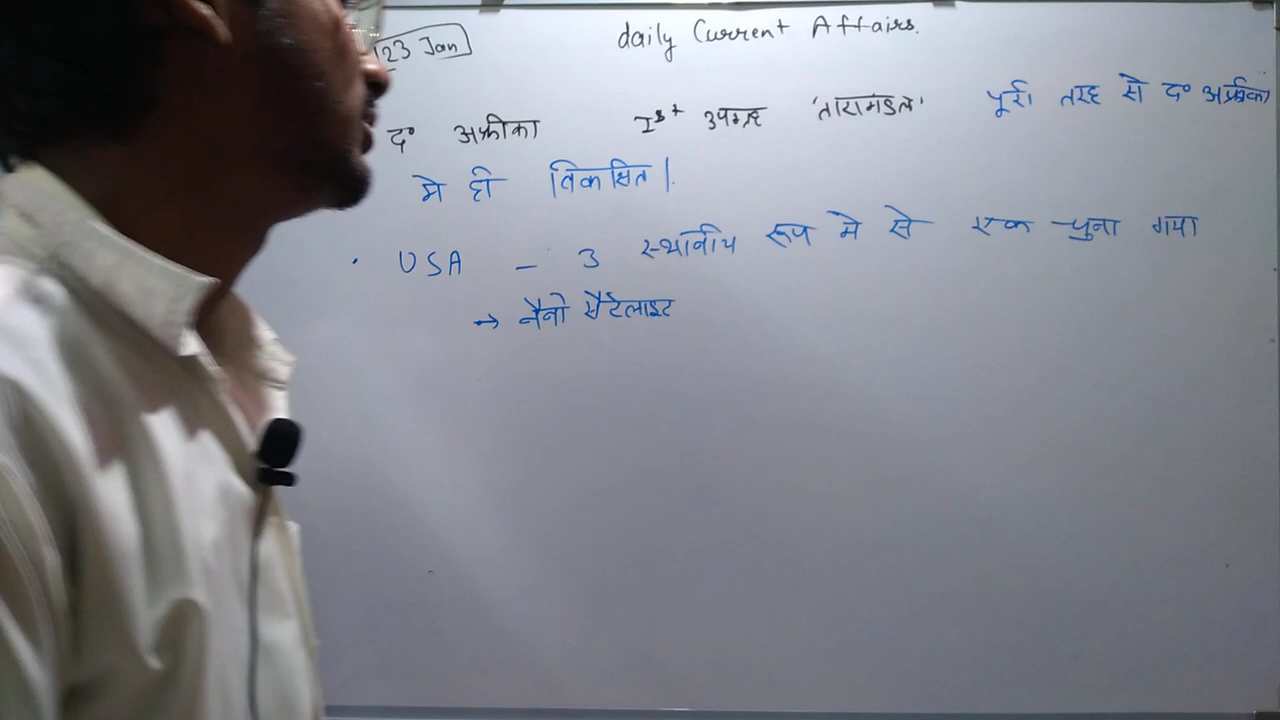 23 Jan
daily Current Affairs.
द० अफ्रीका Ist उपग्रह 'तारामंडल' पूरी तरह से द० अफ्रीका
मे ही विकसित।
· USA - 3 स्थानीय रूप मे से एक चुना गया
→ नैनो सैटेलाइट